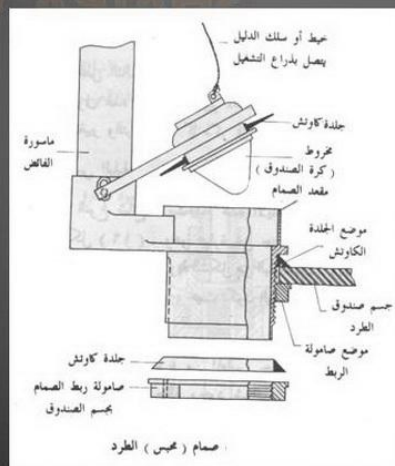 خيط أو سلك الدليل
يتصل بذراع التشغيل
جلدة كاوتش
مخروط
( كرة الصندوق )
مقعد الصمام
ماسورة
الفائض
موضع الجلدة
الكاوتش
جسم صندوق
الطرد
موضع صامولة
الربط
جلدة كاوتش
صامولة ربط الصمام
بجسم الصندوق
صمام ( محبس ) الطرد